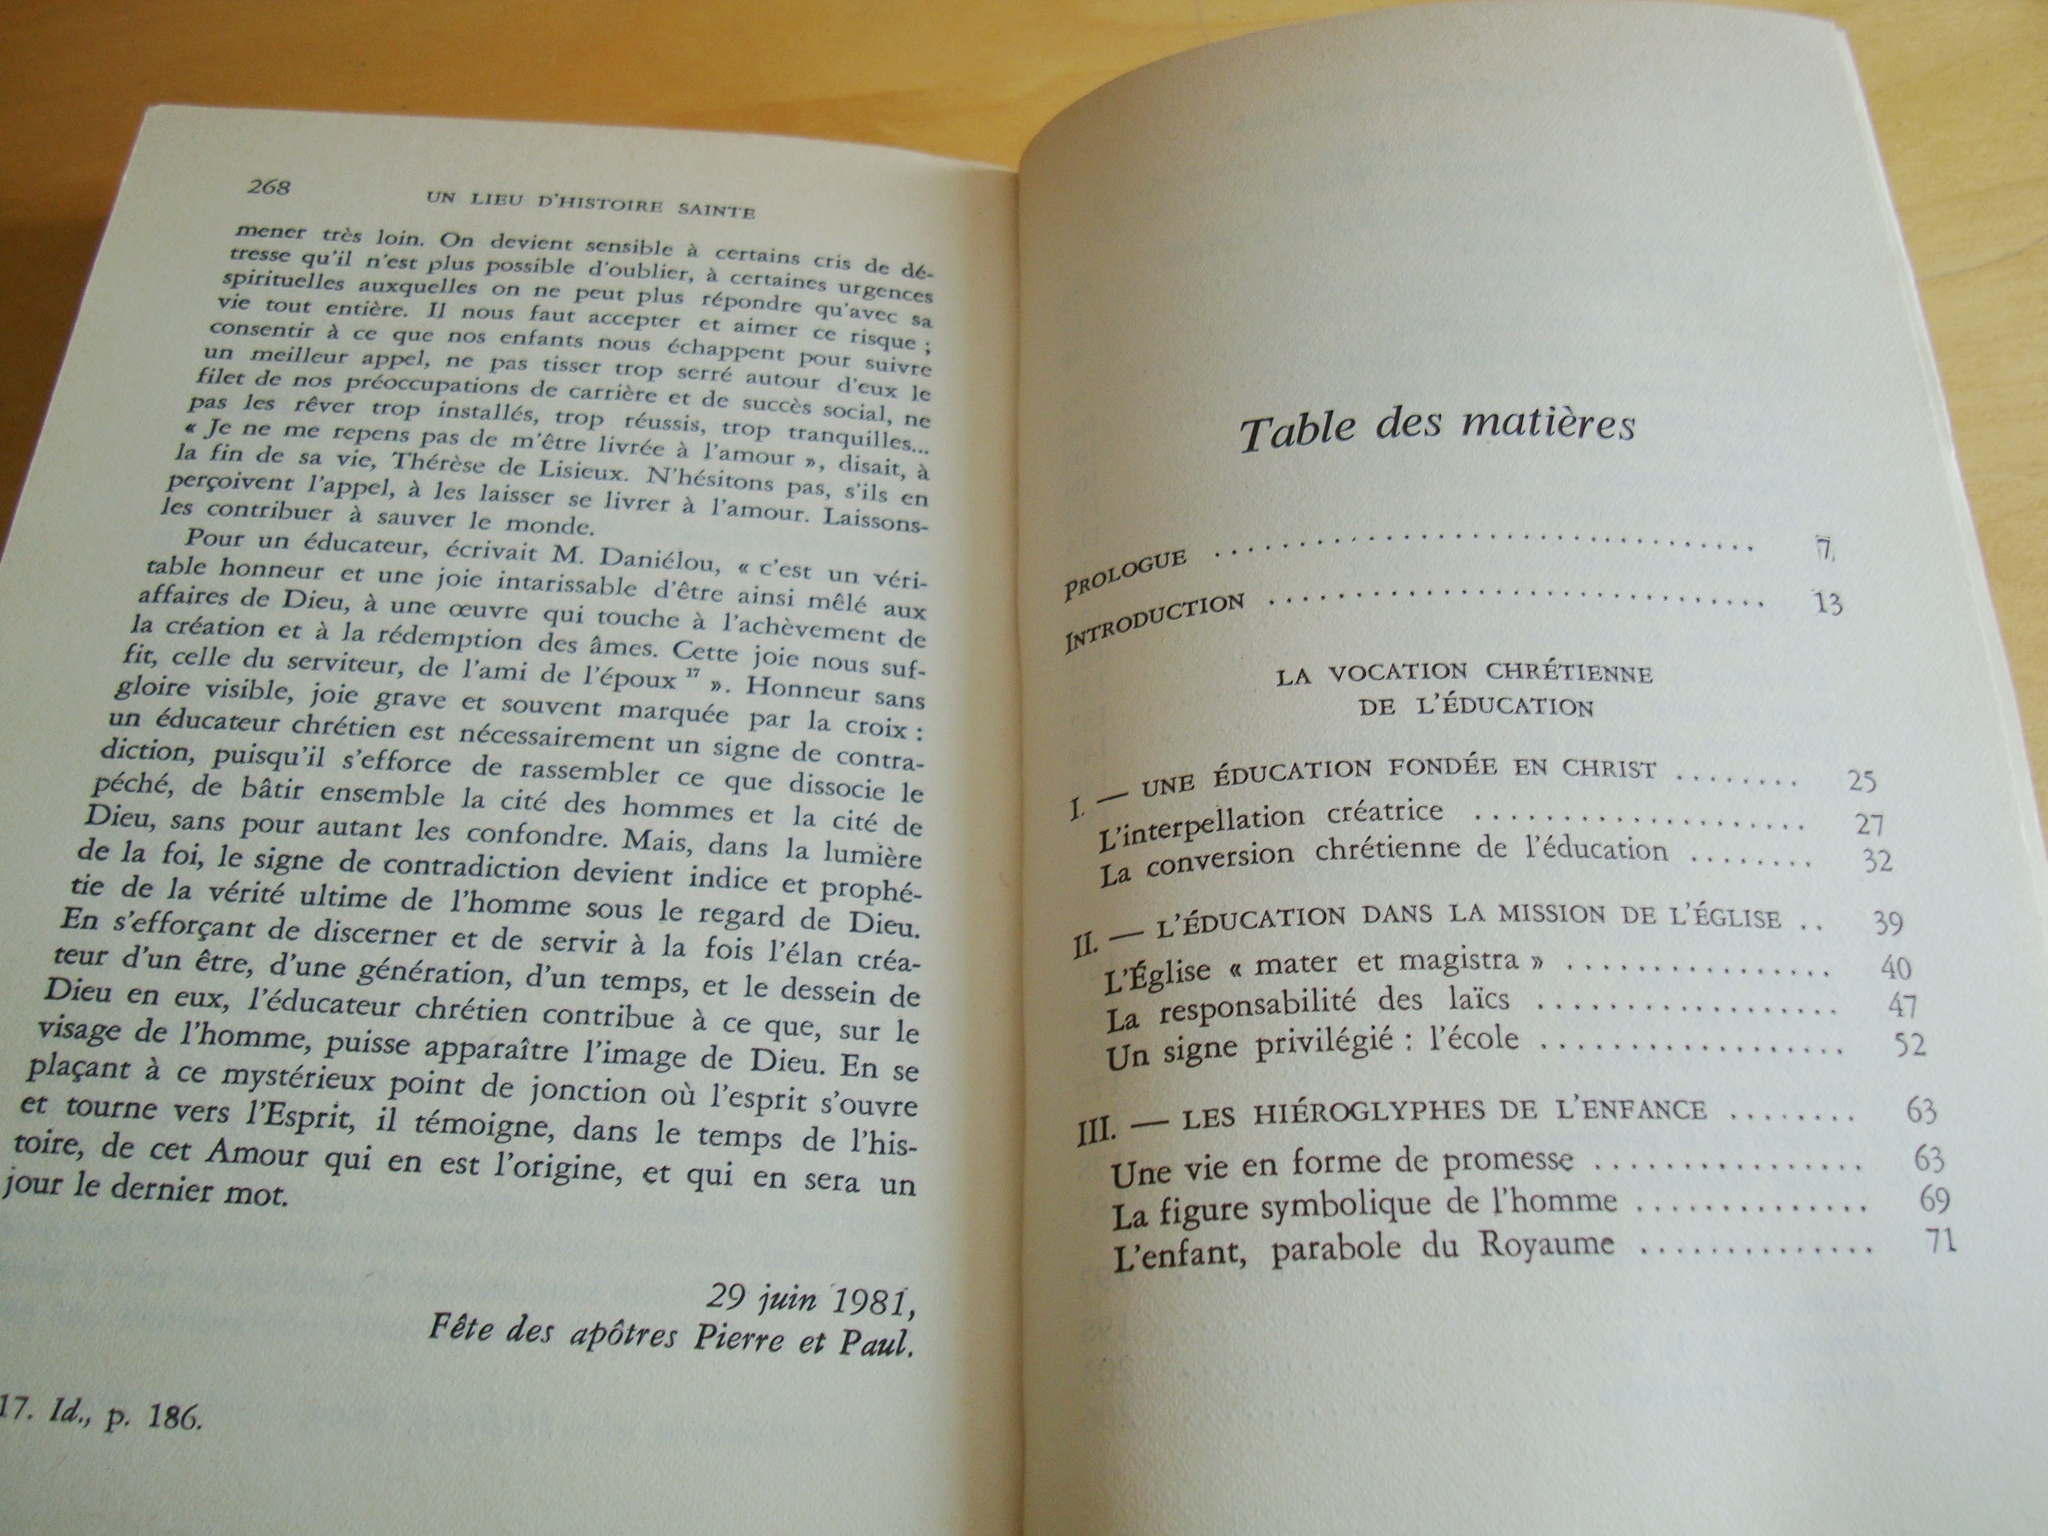 268
UN LIEU D'HISTOIRE SAINTE
mener très loin. On devient sensible à certains cris de dé-
tresse qu'il n'est plus possible d'oublier, à certaines urgences
spirituelles auxquelles on ne peut plus répondre qu'avec sa
vie tout entière. Il nous faut accepter et aimer ce risque ;
consentir à ce que nos enfants nous échappent pour suivre
un meilleur appel, ne pas tisser trop serré autour d'eux le
filet de nos préoccupations de carrière et de succès social, ne
pas les rêver trop installés, trop réussis, trop tranquilles...
« Je ne me repens pas de m'être livrée à l'amour », disait, à
la fin de sa vie, Thérèse de Lisieux. N'hésitons pas, s'ils en
perçoivent l'appel, à les laisser se livrer à l'amour. Laissons-
les contribuer à sauver le monde.
Pour un éducateur, écrivait M. Daniélou, « c'est un véri-
table honneur et une joie intarissable d'être ainsi mêlé aux
affaires de Dieu, à une œuvre qui touche à l'achèvement de
la création et à la rédemption des âmes. Cette joie nous suf-
fit, celle du serviteur, de l'ami de l'époux 17 ». Honneur sans
gloire visible, joie grave et souvent marquée par la croix :
un éducateur chrétien est nécessairement un signe de contra-
diction, puisqu'il s'efforce de rassembler ce que dissocie le
péché, de bâtir ensemble la cité des hommes et la cité de
Dieu, sans pour autant les confondre. Mais, dans la lumière
de la foi, le signe de contradiction devient indice et prophé-
tie de la vérité ultime de l'homme sous le regard de Dieu.
En s'efforçant de discerner et de servir à la fois l'élan créa-
teur d'un être, d'une génération, d'un temps, et le dessein de
Dieu en eux, l'éducateur chrétien contribue à ce que, sur le
visage de l'homme, puisse apparaître l'image de Dieu. En se
plaçant à ce mystérieux point de jonction où l'esprit s'ouvre
et tourne vers l'Esprit, il témoigne, dans le temps de l'his-
toire, de cet Amour qui en est l'origine, et qui en sera un
jour le dernier mot.
29 juin 1981,
Fête des apôtres Pierre et Paul.
17. Id., p. 186.
Table des matières
PROLOGUE ........ 7
INTRODUCTION ........ 13
LA VOCATION CHRÉTIENNE
DE L'ÉDUCATION
I. — UNE ÉDUCATION FONDÉE EN CHRIST ........ 25
L'interpellation créatrice ........ 27
La conversion chrétienne de l'éducation ........ 32
II. — L'ÉDUCATION DANS LA MISSION DE L'ÉGLISE .. 39
L'Église « mater et magistra » ........ 40
La responsabilité des laïcs ........ 47
Un signe privilégié : l'école ........ 52
III. — LES HIÉROGLYPHES DE L'ENFANCE ........ 63
Une vie en forme de promesse ........ 63
La figure symbolique de l'homme ........ 69
L'enfant, parabole du Royaume ........ 71